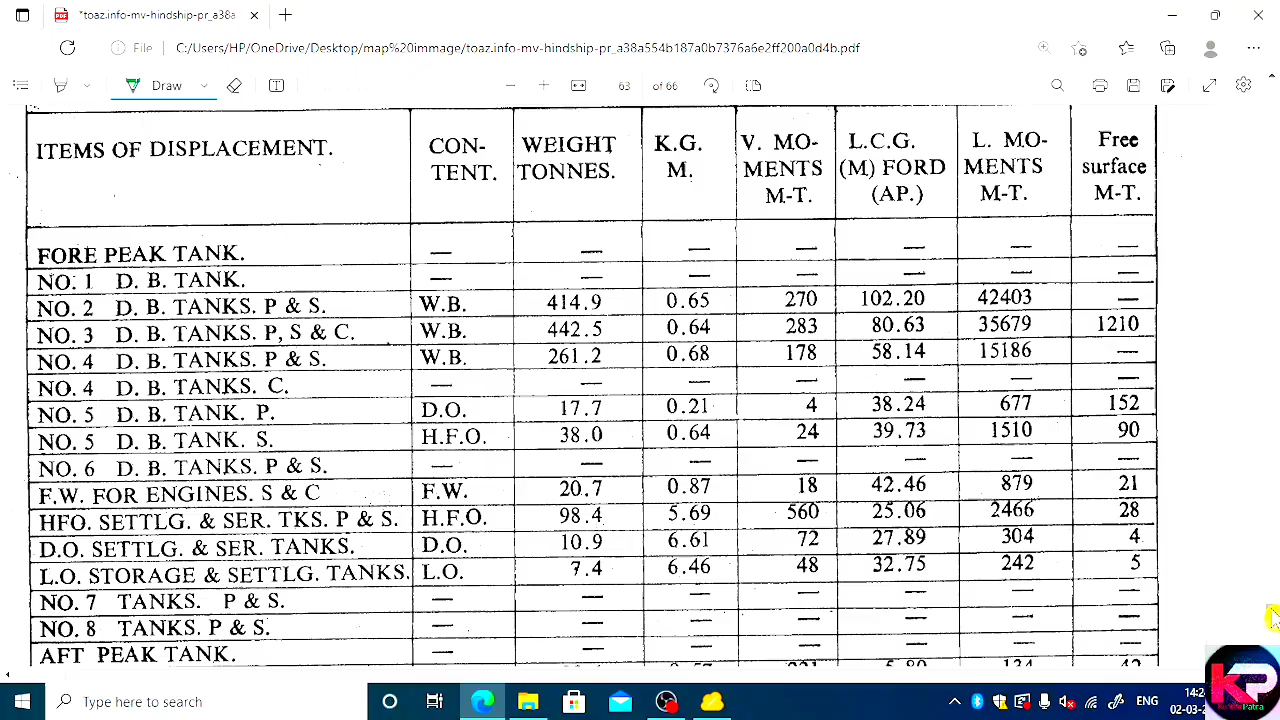 *toaz.info-mv-hindship-pr_a38a
File C:/Users/HP/OneDrive/Desktop/map%20immage/toaz.info-mv-hindship-pr_a38a554b187a0b7376a6e2ff200a0d4b.pdf
Draw 63 of 66
ITEMS OF DISPLACEMENT. CON-TENT. WEIGHT TONNES. K.G. M. V. MO-MENTS M-T. L.C.G. (M) FORD (AP.) L. MO-MENTS M-T. Free surface M-T.
FORE PEAK TANK. — — — — — — —
NO. 1 D. B. TANK. — — — — — — —
NO. 2 D. B. TANKS. P & S. W.B. 414.9 0.65 270 102.20 42403 —
NO. 3 D. B. TANKS. P, S & C. W.B. 442.5 0.64 283 80.63 35679 1210
NO. 4 D. B. TANKS. P & S. W.B. 261.2 0.68 178 58.14 15186 —
NO. 4 D. B. TANKS. C. — — — — — — —
NO. 5 D. B. TANK. P. D.O. 17.7 0.21 4 38.24 677 152
NO. 5 D. B. TANK. S. H.F.O. 38.0 0.64 24 39.73 1510 90
NO. 6 D. B. TANKS. P & S. — — — — — — —
F.W. FOR ENGINES. S & C F.W. 20.7 0.87 18 42.46 879 21
HFO. SETTLG. & SER. TKS. P & S. H.F.O. 98.4 5.69 560 25.06 2466 28
D.O. SETTLG. & SER. TANKS. D.O. 10.9 6.61 72 27.89 304 4
L.O. STORAGE & SETTLG. TANKS. L.O. 7.4 6.46 48 32.75 242 5
NO. 7 TANKS. P & S. — — — — — — —
NO. 8 TANKS. P & S. — — — — — — —
AFT PEAK TANK. — — — — — — —
Type here to search
ENG
14:2
02-03-2
KP
Patra